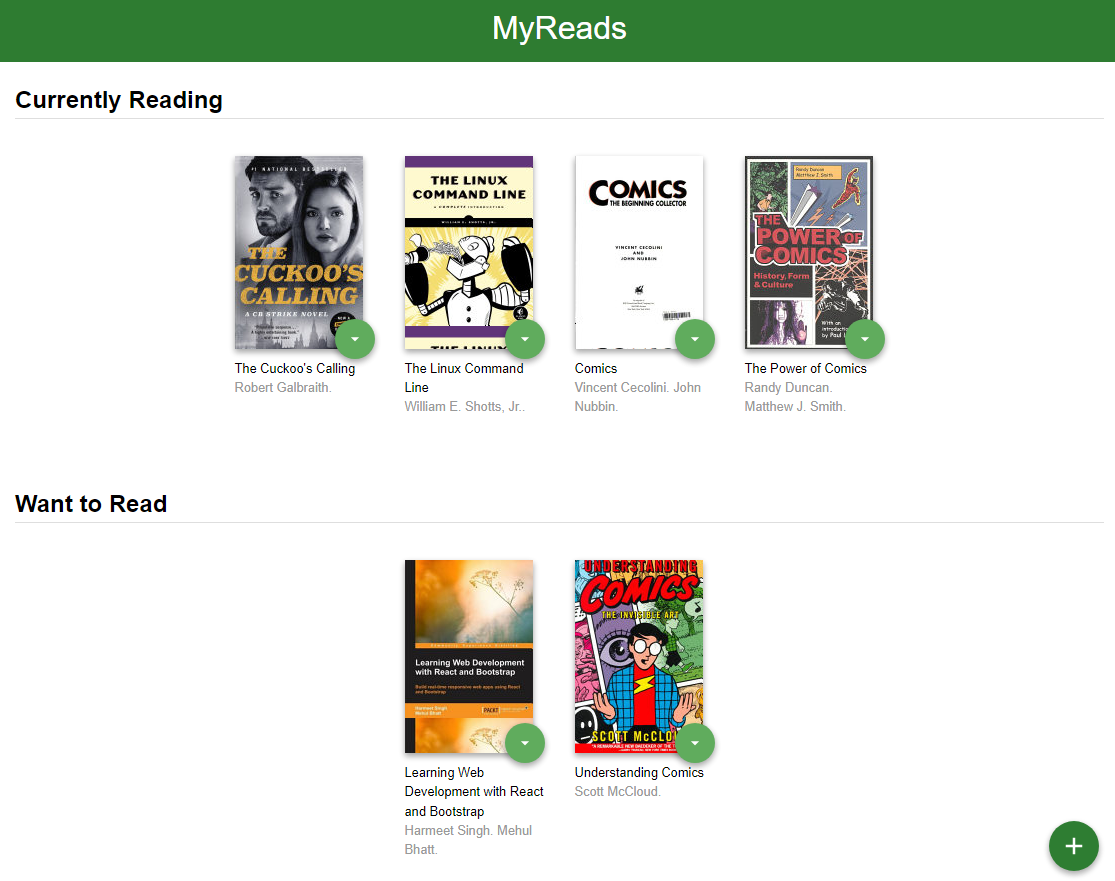 MyReads
Currently Reading
#1 NATIONAL BESTSELLER
THE
CUCKOO'S
CALLING
A CB STRIKE NOVEL
THE LINUX
COMMAND LINE
A COMPLETE INTRODUCTION
WILLIAM E. SHOTTS, JR.
COMICS
THE BEGINNING COLLECTOR
VINCENT CECOLINI
AND
JOHN NUBBIN
Randy Duncan
Matthew J. Smith
THE
POWER OF
COMICS
History, Form
& Culture
With an
The Cuckoo's Calling
Robert Galbraith.
The Linux Command
Line
William E. Shotts, Jr..
Comics
Vincent Cecolini. John
Nubbin.
The Power of Comics
Randy Duncan.
Matthew J. Smith.
Want to Read
Learning Web Development
with React and Bootstrap
Build real-time responsive web apps using React
and Bootstrap
Harmeet Singh
Mehul Bhatt
PACKT
UNDERSTANDING
COMICS
THE INVISIBLE ART
SCOTT McCLO
Learning Web
Development with React
and Bootstrap
Harmeet Singh. Mehul
Bhatt.
Understanding Comics
Scott McCloud.